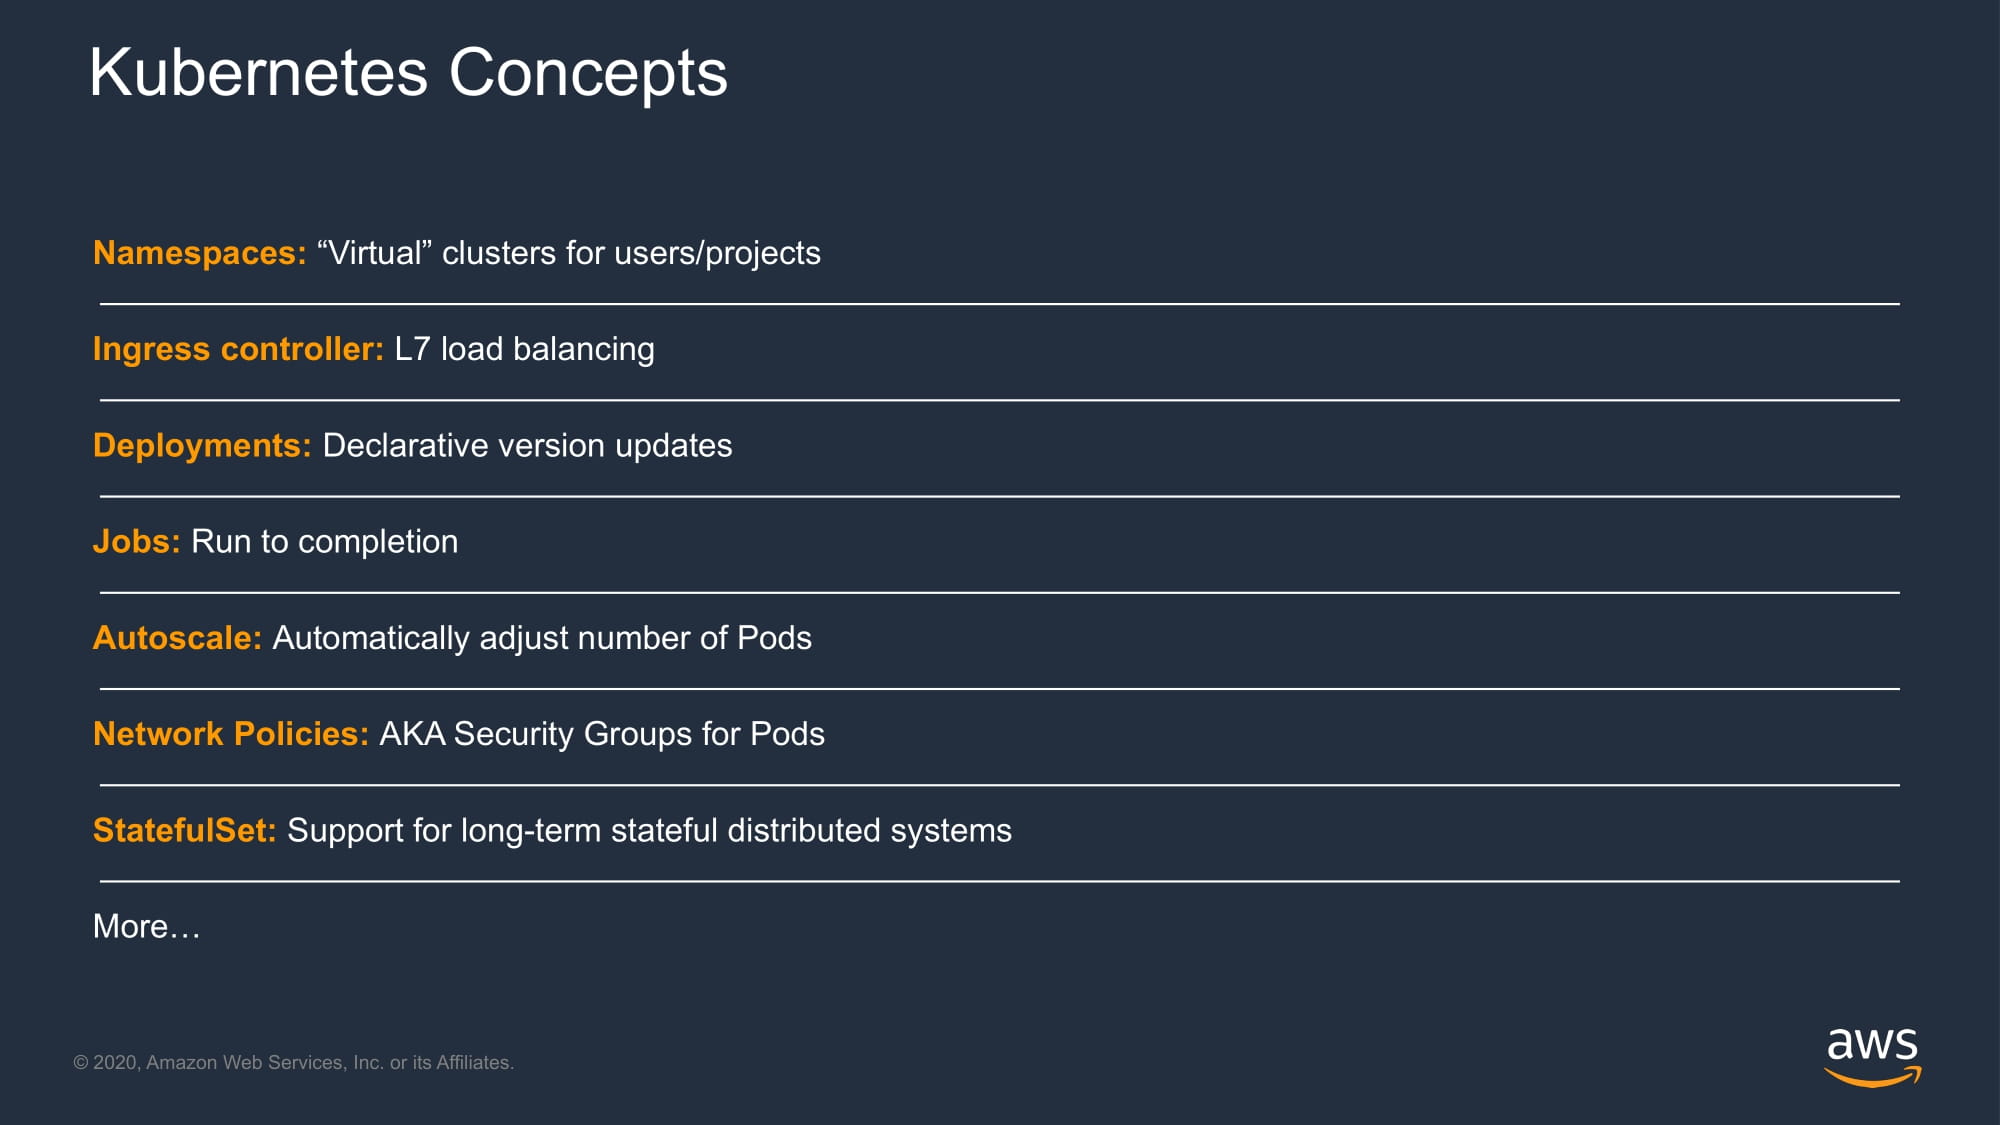 Kubernetes Concepts
Namespaces: “Virtual” clusters for users/projects
Ingress controller: L7 load balancing
Deployments: Declarative version updates
Jobs: Run to completion
Autoscale: Automatically adjust number of Pods
Network Policies: AKA Security Groups for Pods
StatefulSet: Support for long-term stateful distributed systems
More…
© 2020, Amazon Web Services, Inc. or its Affiliates.
aws